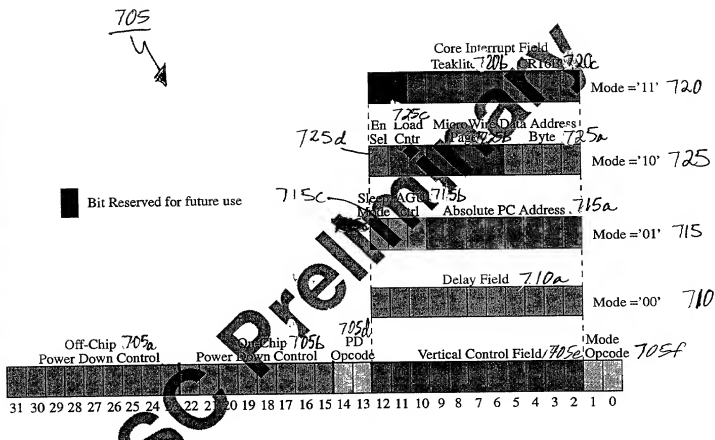 705
Core Interrupt Field
Teaklite 720b CR16B 720c
Mode ='11' 720
725c
En Load MicroWire Data Address
725d Sel Cntr Page 725b Byte 725a
Mode ='10' 725
Bit Reserved for future use
715c Sleep AGC 715b
Mode Ctrl Absolute PC Address 715a
Mode ='01' 715
Delay Field 710a
Mode ='00' 710
Off-Chip 705a On-Chip 705b 705d PD Mode
Power Down Control Power Down Control Opcode Vertical Control Field 705e Opcode 705f
31 30 29 28 27 26 25 24 23 22 21 20 19 18 17 16 15 14 13 12 11 10 9 8 7 6 5 4 3 2 1 0
GC Preliminary